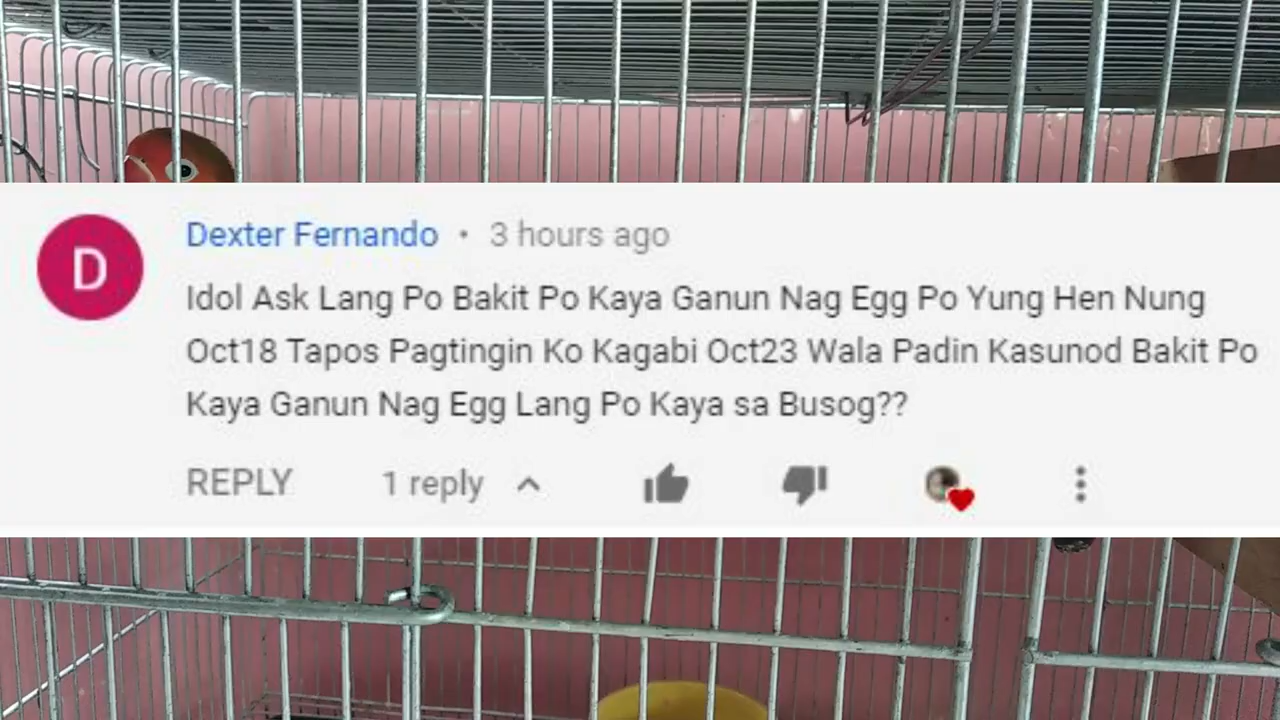 D
Dexter Fernando • 3 hours ago
Idol Ask Lang Po Bakit Po Kaya Ganun Nag Egg Po Yung Hen Nung
Oct18 Tapos Pagtingin Ko Kagabi Oct23 Wala Padin Kasunod Bakit Po
Kaya Ganun Nag Egg Lang Po Kaya sa Busog??
REPLY 1 reply